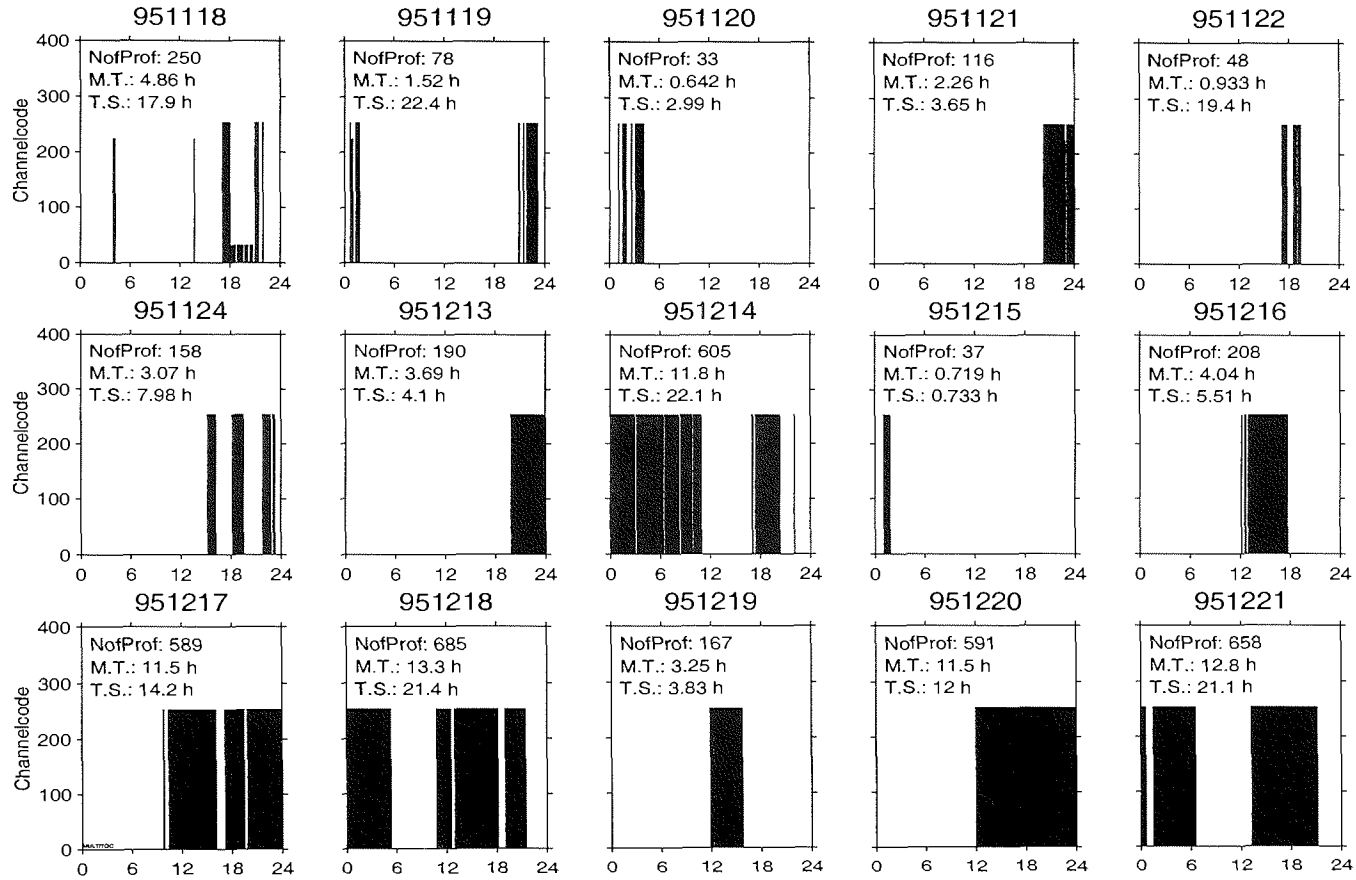 951118 951119 951120 951121 951122
400
300
200
100
0
Channelcode
NofProf: 250
M.T.: 4.86 h
T.S.: 17.9 h
0 6 12 18 24
NofProf: 78
M.T.: 1.52 h
T.S.: 22.4 h
0 6 12 18 24
NofProf: 33
M.T.: 0.642 h
T.S.: 2.99 h
0 6 12 18 24
NofProf: 116
M.T.: 2.26 h
T.S.: 3.65 h
0 6 12 18 24
NofProf: 48
M.T.: 0.933 h
T.S.: 19.4 h
0 6 12 18 24
951124 951213 951214 951215 951216
400
300
200
100
0
Channelcode
NofProf: 158
M.T.: 3.07 h
T.S.: 7.98 h
0 6 12 18 24
NofProf: 190
M.T.: 3.69 h
T.S.: 4.1 h
0 6 12 18 24
NofProf: 605
M.T.: 11.8 h
T.S.: 22.1 h
0 6 12 18 24
NofProf: 37
M.T.: 0.719 h
T.S.: 0.733 h
0 6 12 18 24
NofProf: 208
M.T.: 4.04 h
T.S.: 5.51 h
0 6 12 18 24
951217 951218 951219 951220 951221
400
300
200
100
0
Channelcode
NofProf: 589
M.T.: 11.5 h
T.S.: 14.2 h
MULTITOC
0 6 12 18 24
NofProf: 685
M.T.: 13.3 h
T.S.: 21.4 h
0 6 12 18 24
NofProf: 167
M.T.: 3.25 h
T.S.: 3.83 h
0 6 12 18 24
NofProf: 591
M.T.: 11.5 h
T.S.: 12 h
0 6 12 18 24
NofProf: 658
M.T.: 12.8 h
T.S.: 21.1 h
0 6 12 18 24